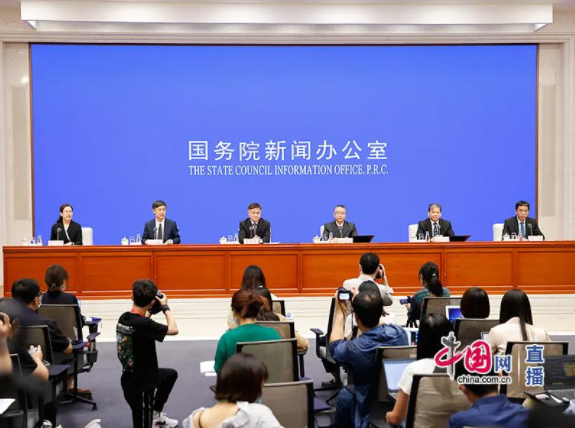 国务院新闻办公室
THE STATE COUNCIL INFORMATION OFFICE, P.R.C.
中国网
china.com.cn
直播